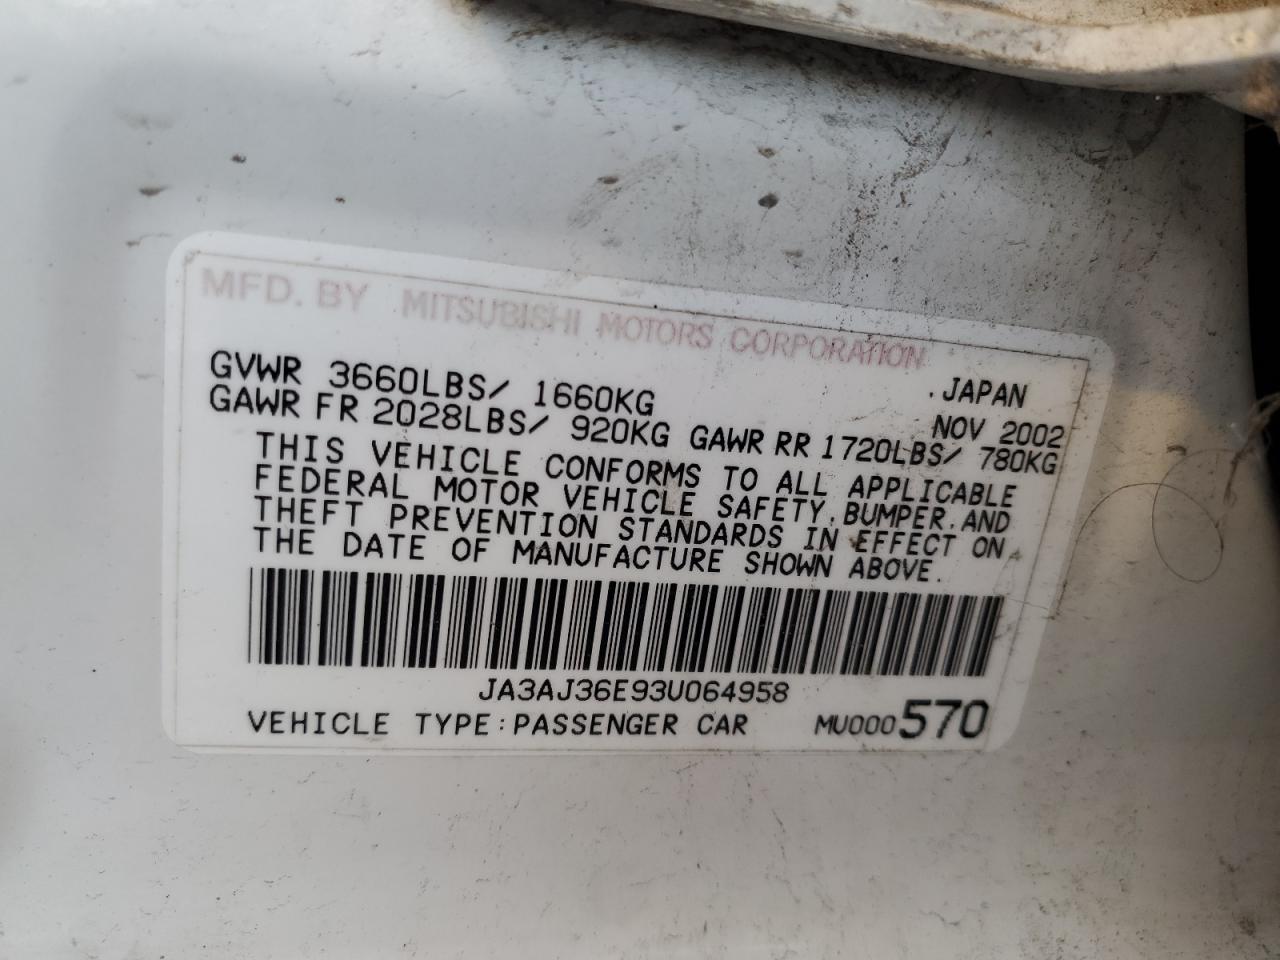 MFD. BY MITSUBISHI MOTORS CORPORATION
.JAPAN
GVWR 3660LBS/ 1660KG NOV 2002
GAWR FR 2028LBS/ 920KG GAWR RR 1720LBS/ 780KG
THIS VEHICLE CONFORMS TO ALL APPLICABLE
FEDERAL MOTOR VEHICLE SAFETY, BUMPER, AND
THEFT PREVENTION STANDARDS IN EFFECT ON
THE DATE OF MANUFACTURE SHOWN ABOVE.
JA3AJ36E93U064958
VEHICLE TYPE:PASSENGER CAR MU000570